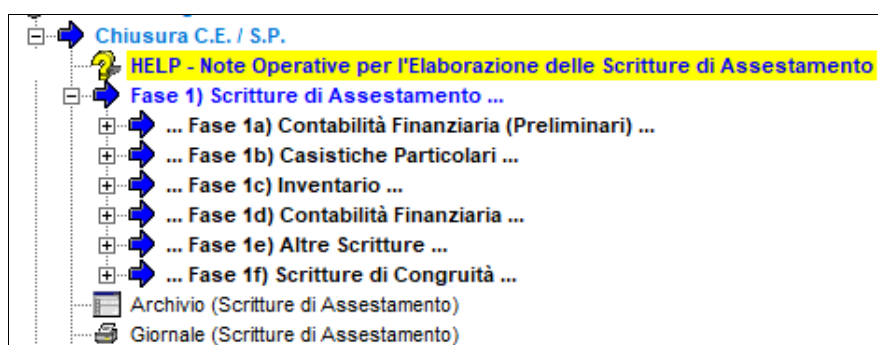 Chiusura C.E. / S.P.
HELP - Note Operative per l'Elaborazione delle Scritture di Assestamento
Fase 1) Scritture di Assestamento ...
... Fase 1a) Contabilità Finanziaria (Preliminari) ...
... Fase 1b) Casistiche Particolari ...
... Fase 1c) Inventario ...
... Fase 1d) Contabilità Finanziaria ...
... Fase 1e) Altre Scritture ...
... Fase 1f) Scritture di Congruità ...
Archivio (Scritture di Assestamento)
Giornale (Scritture di Assestamento)